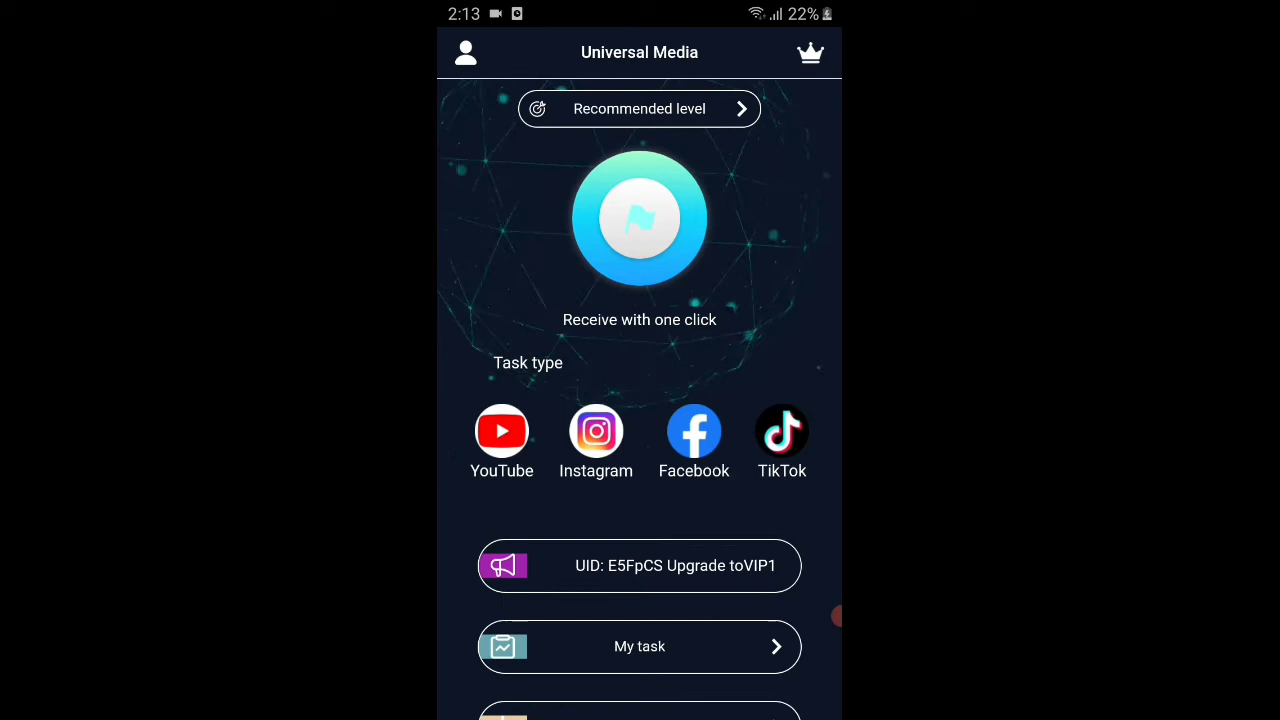 2:13 22%
Universal Media
Recommended level
Receive with one click
Task type
YouTube Instagram Facebook TikTok
UID: E5FpCS Upgrade toVIP1
My task